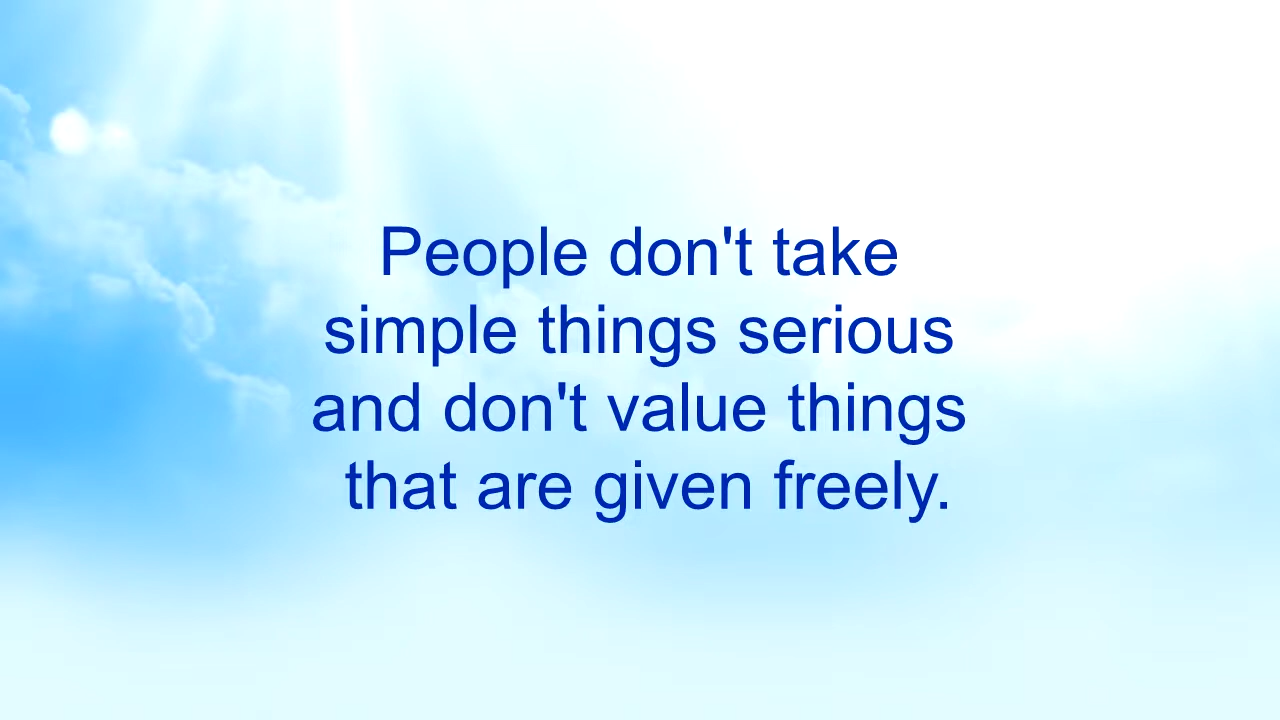 People don't take
simple things serious
and don't value things
that are given freely.